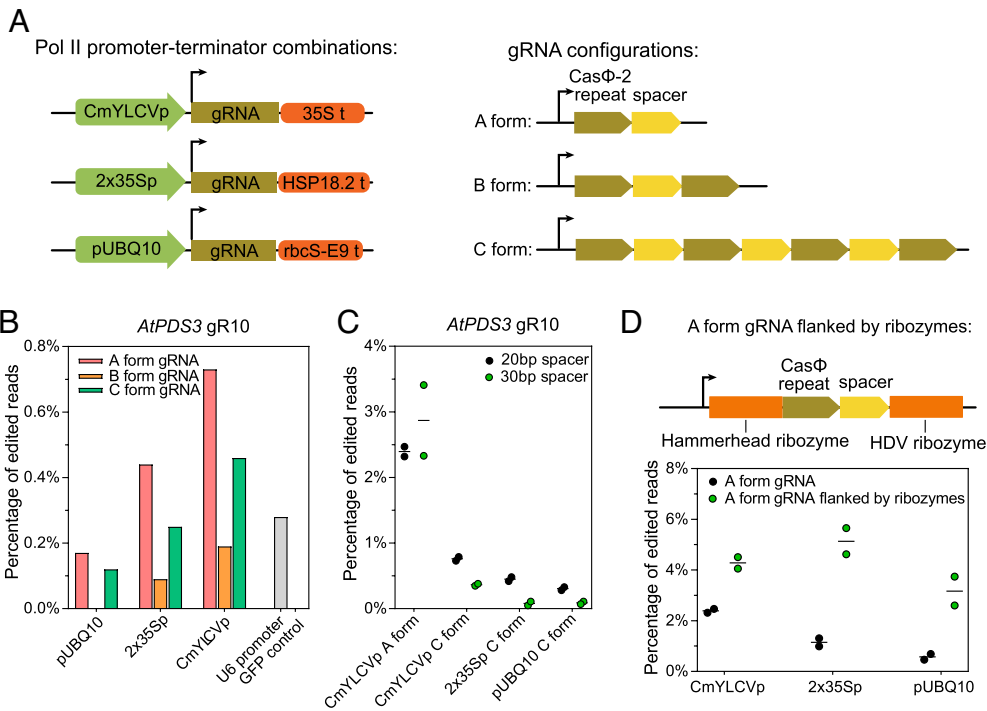 A
Pol II promoter-terminator combinations:
CmYLCVp
gRNA
35S t
2x35Sp
gRNA
HSP18.2 t
pUBQ10
gRNA
rbcS-E9 t
gRNA configurations:
CasΦ-2
repeat spacer
A form:
B form:
C form:
B
AtPDS3 gR10
Percentage of edited reads
0.8%
0.6%
0.4%
0.2%
0.0%
A form gRNA
B form gRNA
C form gRNA
pUBQ10
2x35Sp
CmYlCVp
U6 promoter
GFP control
C
AtPDS3 gR10
Percentage of edited reads
4%
3%
2%
1%
0%
20bp spacer
30bp spacer
CmYLCVp A form
CmYLCVp C form
2x35Sp C form
pUBQ10 C form
D
A form gRNA flanked by ribozymes:
CasΦ
repeat spacer
Hammerhead ribozyme
HDV ribozyme
Percentage of edited reads
8%
6%
4%
2%
0%
A form gRNA
A form gRNA flanked by ribozymes
CmYLCVp
2x35Sp
pUBQ10